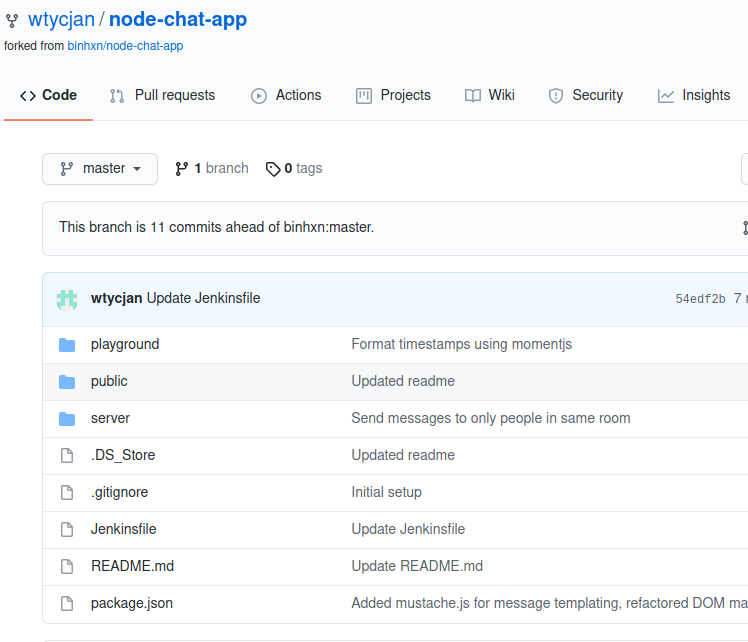 wtycjan / node-chat-app
forked from binhxn/node-chat-app
Code Pull requests Actions Projects Wiki Security Insights
master 1 branch 0 tags
This branch is 11 commits ahead of binhxn:master.
wtycjan Update Jenkinsfile 54edf2b 7
playground Format timestamps using momentjs
public Updated readme
server Send messages to only people in same room
.DS_Store Updated readme
.gitignore Initial setup
Jenkinsfile Update Jenkinsfile
README.md Update README.md
package.json Added mustache.js for message templating, refactored DOM ma